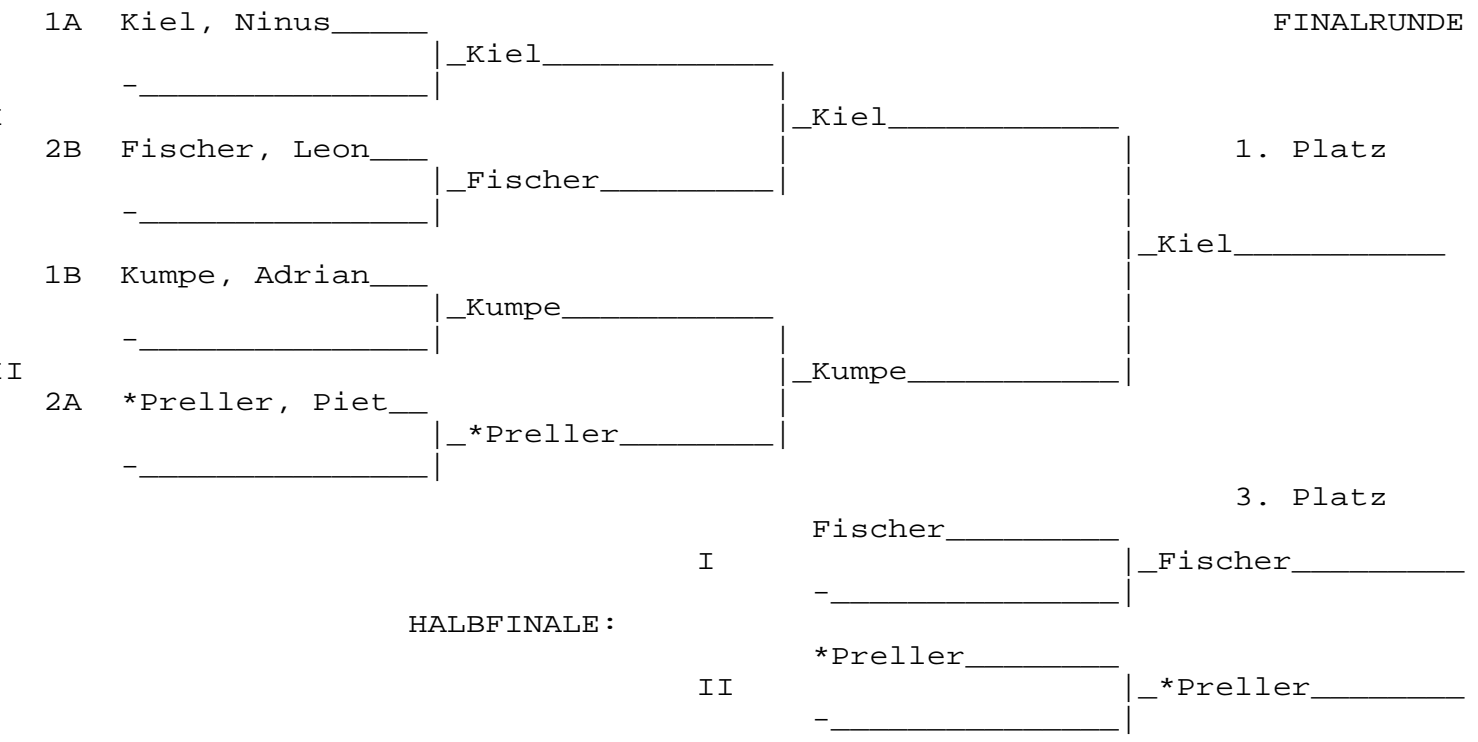 1A Kiel, Ninus FINALRUNDE
Kiel
-
I Kiel
2B Fischer, Leon 1. Platz
Fischer
-
Kiel
1B Kumpe, Adrian
Kumpe
-
II Kumpe
2A *Preller, Piet
*Preller
-
3. Platz
Fischer
I Fischer
-
HALBFINALE:
*Preller
II *Preller
-